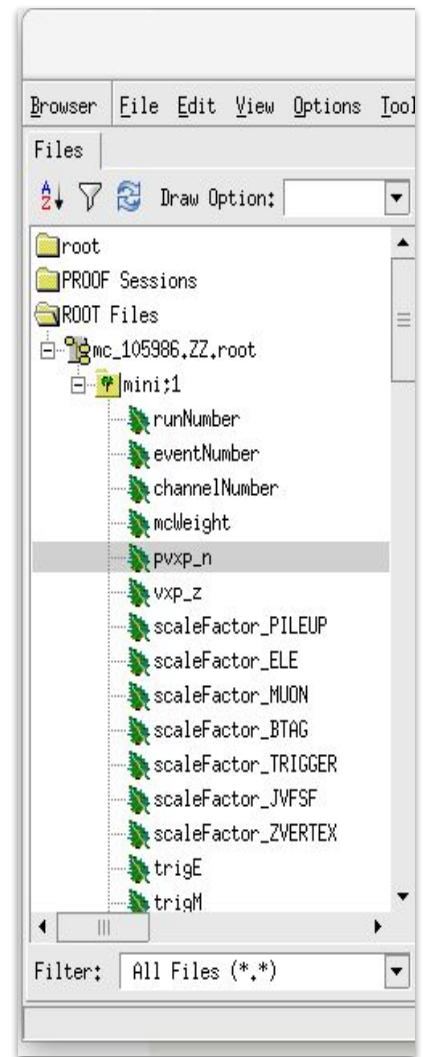 Browser File Edit View Options
Files
Draw Option:
root
PROOF Sessions
ROOT Files
mc_105986.ZZ.root
mini;1
runNumber
eventNumber
channelNumber
mcWeight
pvxp_n
vxp_z
scaleFactor_PILEUP
scaleFactor_ELE
scaleFactor_MUON
scaleFactor_BTAG
scaleFactor_TRIGGER
scaleFactor_JVFSF
scaleFactor_ZVERTEX
trigE
trigM
Filter: All Files (*.*)